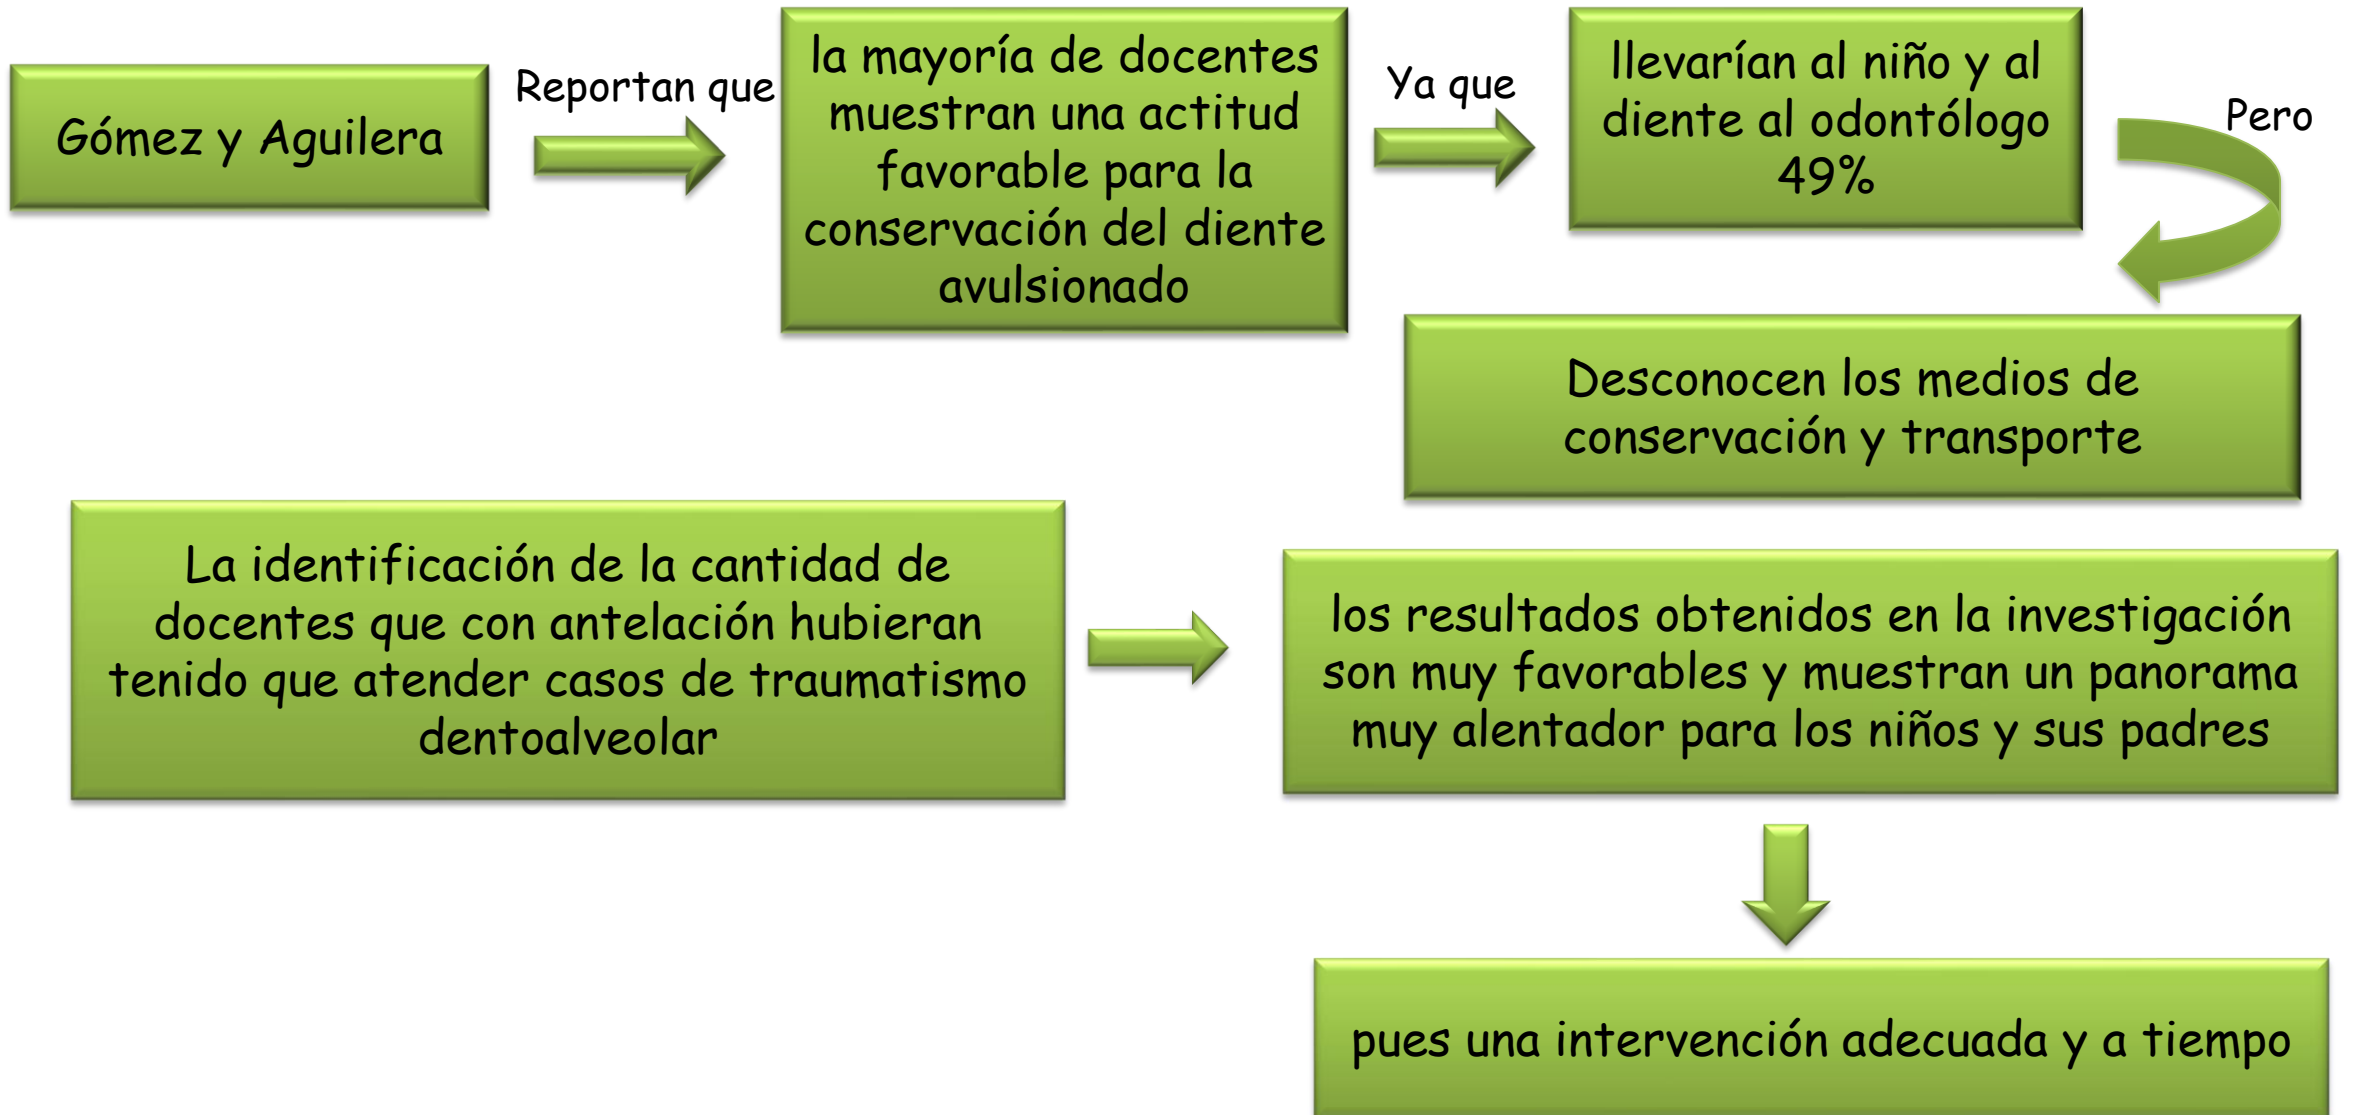 Gómez y Aguilera
Reportan que
la mayoría de docentes
muestran una actitud
favorable para la
conservación del diente
avulsionado
Ya que
llevarían al niño y al
diente al odontólogo
49%
Pero
Desconocen los medios de
conservación y transporte
La identificación de la cantidad de
docentes que con antelación hubieran
tenido que atender casos de traumatismo
dentoalveolar
los resultados obtenidos en la investigación
son muy favorables y muestran un panorama
muy alentador para los niños y sus padres
pues una intervención adecuada y a tiempo